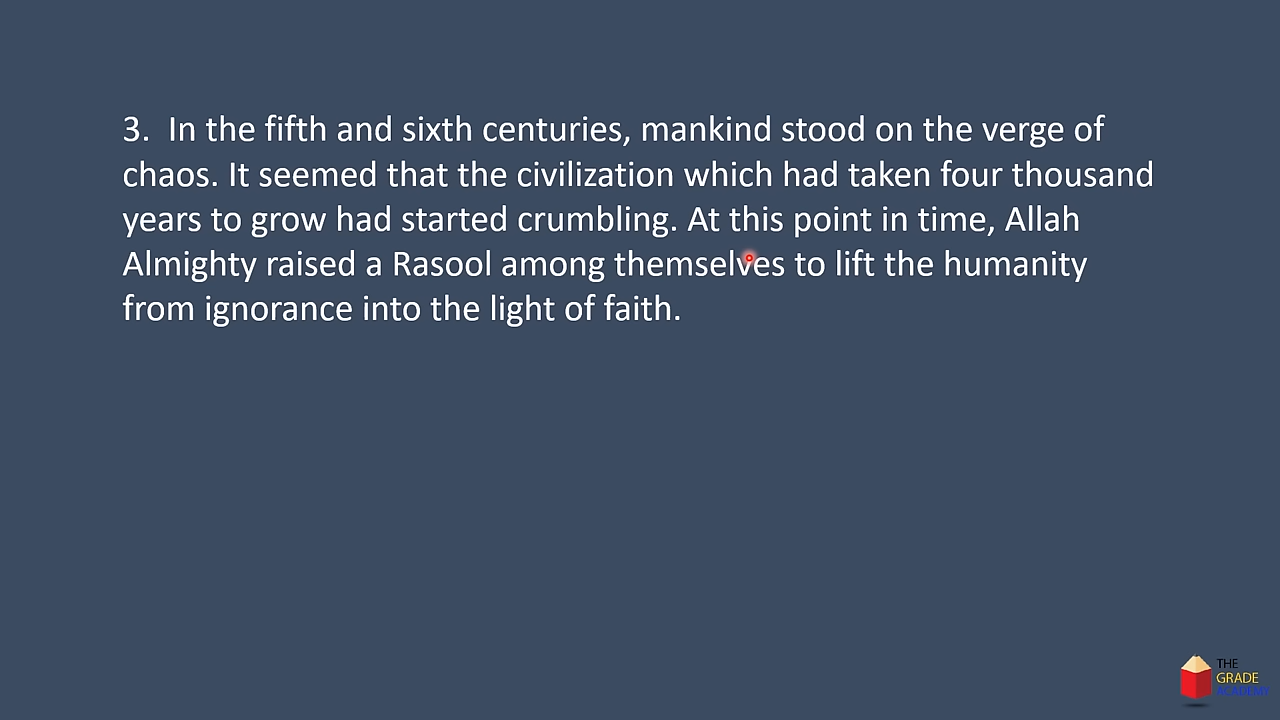 3. In the fifth and sixth centuries, mankind stood on the verge of
chaos. It seemed that the civilization which had taken four thousand
years to grow had started crumbling. At this point in time, Allah
Almighty raised a Rasool among themselves to lift the humanity
from ignorance into the light of faith.
THE
GRADE
ACADEMY